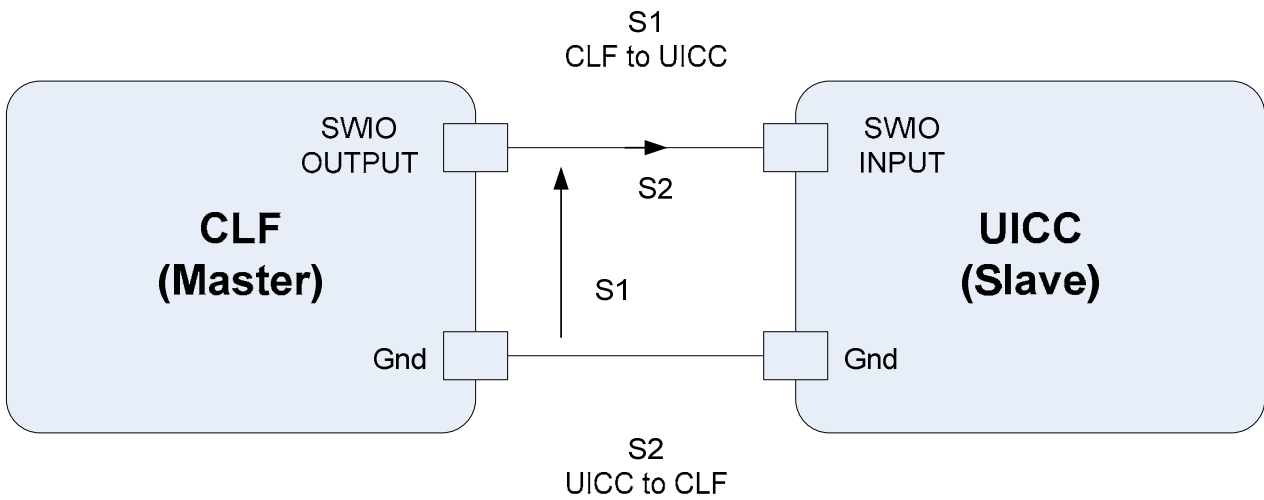 S1
CLF to UICC
SWIO
OUTPUT
SWIO
INPUT
S2
CLF
(Master)
UICC
(Slave)
S1
Gnd
Gnd
S2
UICC to CLF